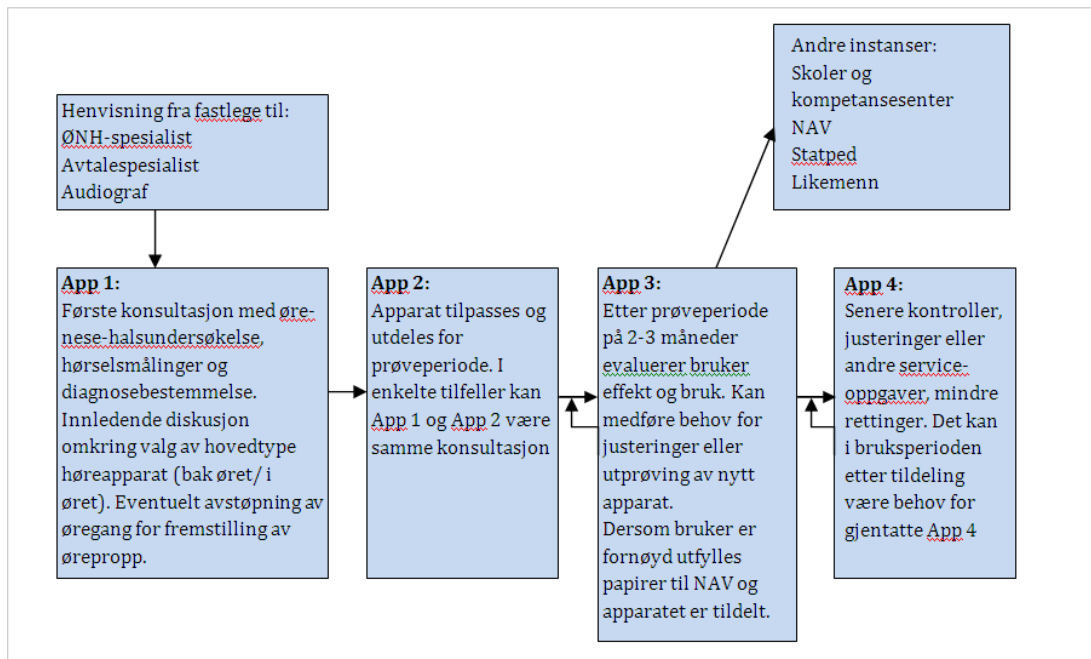 Henvisning fra fastlege til:
ØNH-spesialist
Avtalespesialist
Audiograf
Andre instanser:
Skoler og
kompetansesenter
NAV
Statped
Likemenn
App 1:
Første konsultasjon med øre-
nese-halsundersøkelse,
hørselsmålinger og
diagnosebestemmelse.
Innledende diskusjon
omkring valg av hovedtype
høreapparat (bak øret/ i
øret). Eventuelt avstøpning av
øregang for fremstilling av
ørepropp.
App 2:
Apparat tilpasses og
utdeles for
prøveperiode. I
enkelte tilfeller kan
App 1 og App 2 være
samme konsultasjon
App 3:
Etter prøveperiode
på 2-3 måneder
evaluerer bruker
effekt og bruk. Kan
medføre behov for
justeringer eller
utprøving av nytt
apparat.
Dersom bruker er
fornøyd utfylles
papirer til NAV og
apparatet er tildelt.
App 4:
Senere kontroller,
justeringer eller
andre service-
oppgaver, mindre
rettinger. Det kan
i bruksperioden
etter tildeling
være behov for
gjentatte App 4